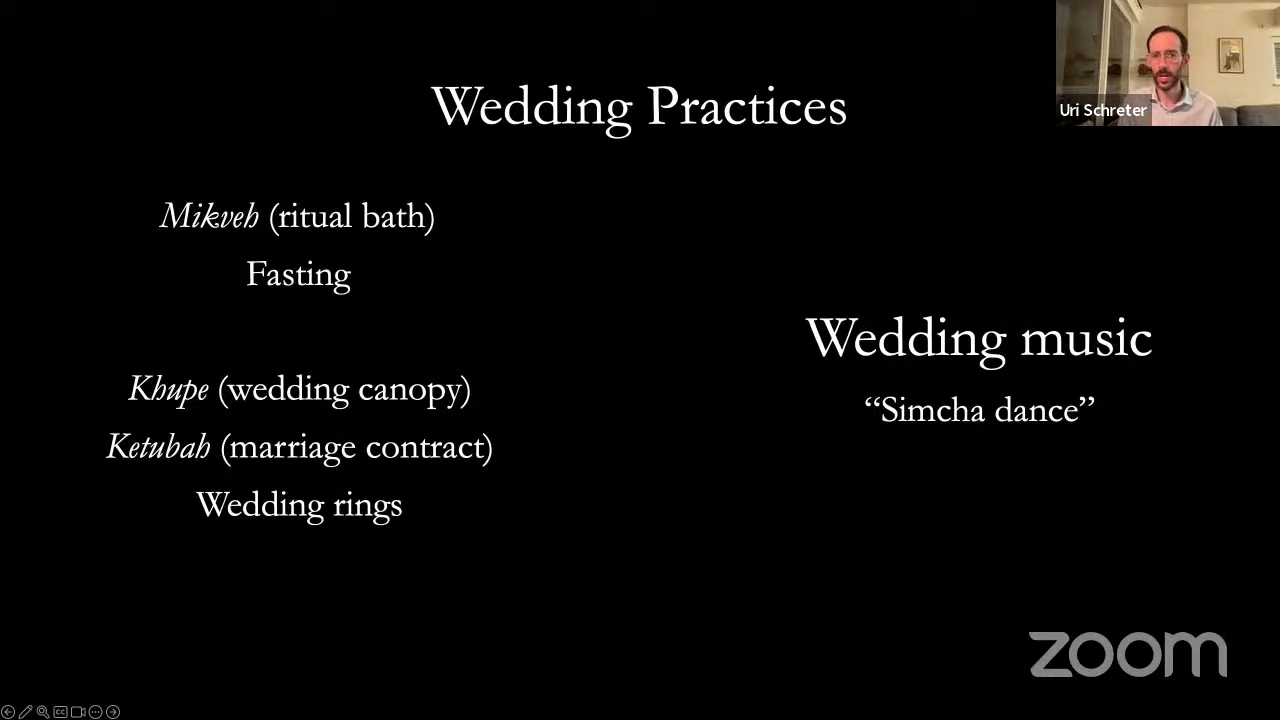 Wedding Practices
Uri Schreter
Mikveh (ritual bath)
Fasting
Khupe (wedding canopy)
Ketubah (marriage contract)
Wedding rings
Wedding music
“Simcha dance”
zoom